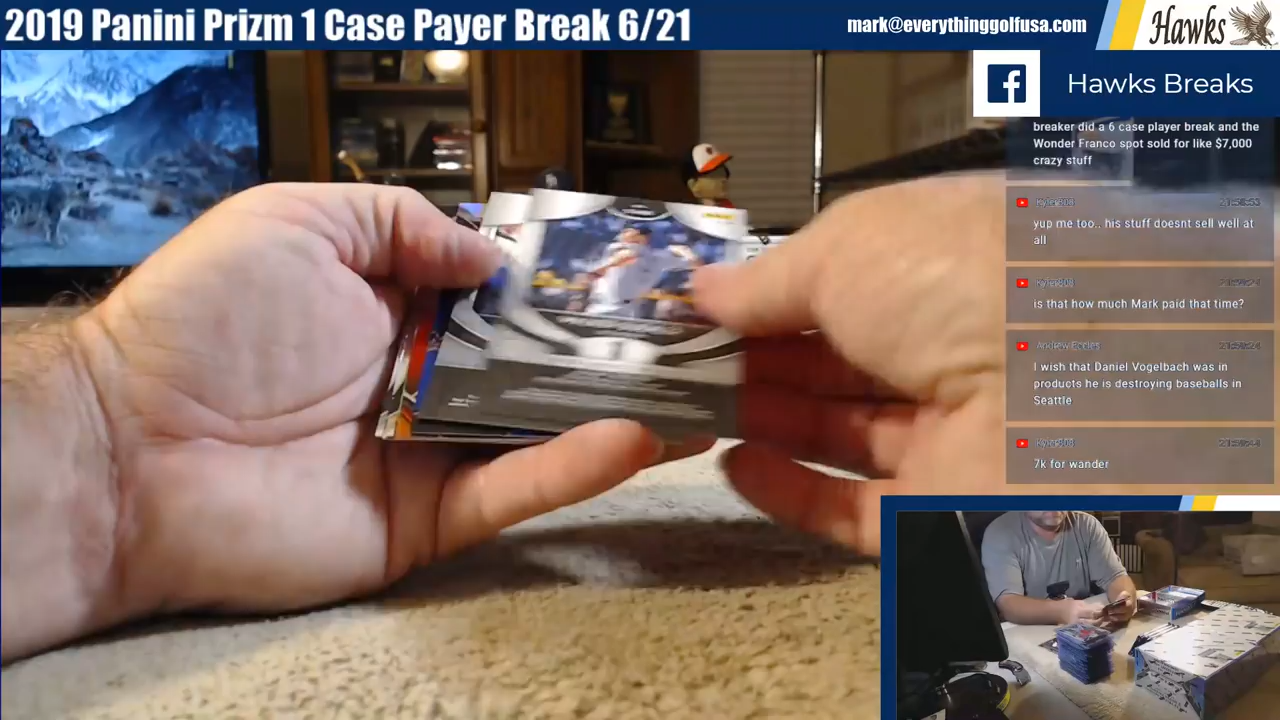 2019 Panini Prizm 1 Case Payer Break 6/21
mark@everythinggolfusa.com
Hawks
Hawks Breaks
breaker did a 6 case player break and the
Wonder Franco spot sold for like $7,000
crazy stuff
yup me too.. his stuff doesnt sell well at
all
is that how much Mark paid that time?
I wish that Daniel Vogelbach was in
products he is destroying baseballs in
Seattle
7k for wander